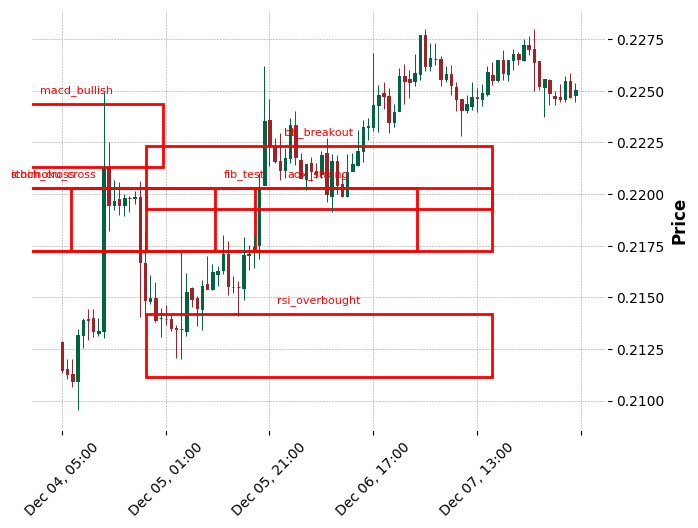 0.2275
macd_bullish
0.2250
bb_breakout
0.2225
fib_test
0.2200
0.2175
Price
rsi_overbought
0.2150
0.2125
0.2100
Dec 04, 05:00
Dec 05, 01:00
Dec 05, 21:00
Dec 06, 17:00
Dec 07, 13:00